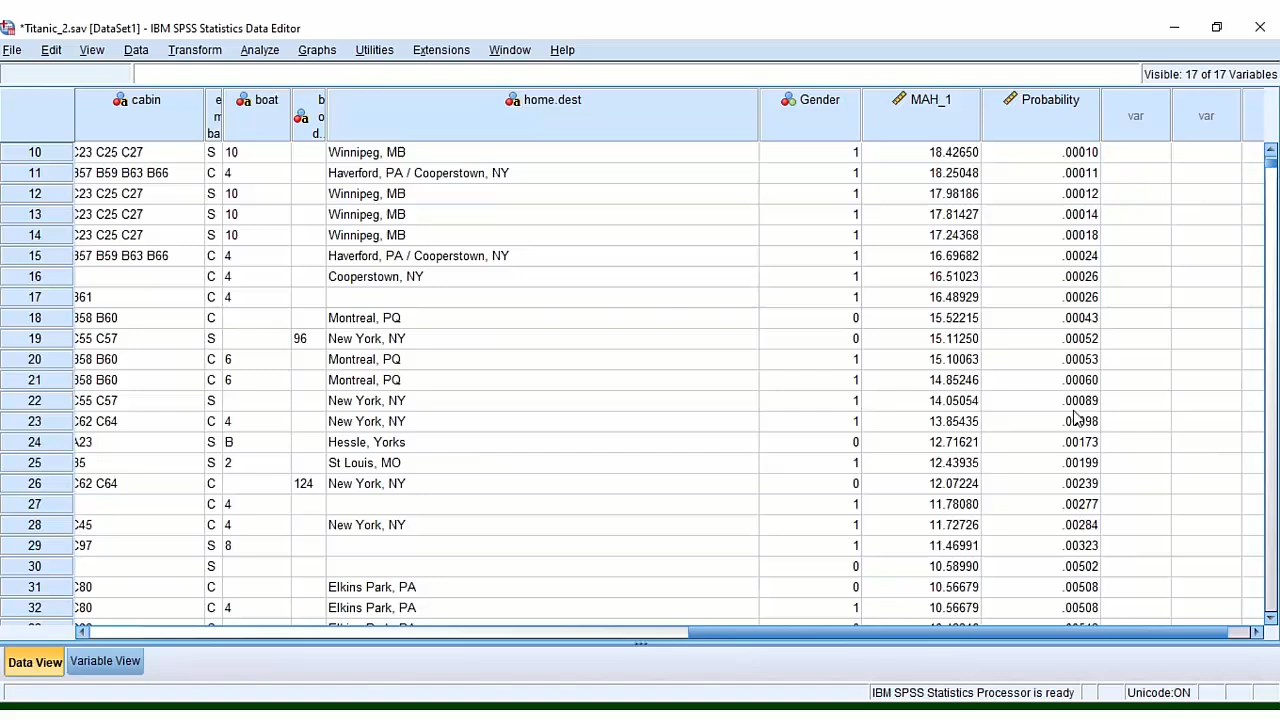 *Titanic_2.sav [DataSet1] - IBM SPSS Statistics Data Editor
File Edit View Data Transform Analyze Graphs Utilities Extensions Window Help
Visible: 17 of 17 Variables
cabin e m ba boat b o d.. home.dest Gender MAH_1 Probability var var
10 C23 C25 C27 S 10 Winnipeg, MB 1 18.42650 .00010
11 B57 B59 B63 B66 C 4 Haverford, PA / Cooperstown, NY 1 18.25048 .00011
12 C23 C25 C27 S 10 Winnipeg, MB 1 17.98186 .00012
13 C23 C25 C27 S 10 Winnipeg, MB 1 17.81427 .00014
14 C23 C25 C27 S 10 Winnipeg, MB 1 17.24368 .00018
15 B57 B59 B63 B66 C 4 Haverford, PA / Cooperstown, NY 1 16.69682 .00024
16 C 4 Cooperstown, NY 1 16.51023 .00026
17 B61 C 4 1 16.48929 .00026
18 B58 B60 C Montreal, PQ 0 15.52215 .00043
19 C55 C57 S 96 New York, NY 0 15.11250 .00052
20 B58 B60 C 6 Montreal, PQ 1 15.10063 .00053
21 B58 B60 C 6 Montreal, PQ 1 14.85246 .00060
22 C55 C57 S New York, NY 1 14.05054 .00089
23 C62 C64 C 4 New York, NY 1 13.85435 .00098
24 A23 S B Hessle, Yorks 0 12.71621 .00173
25 B5 S 2 St Louis, MO 1 12.43935 .00199
26 C62 C64 C 124 New York, NY 0 12.07224 .00239
27 C 4 1 11.78080 .00277
28 C45 C 4 New York, NY 1 11.72726 .00284
29 C97 S 8 1 11.46991 .00323
30 S 0 10.58990 .00502
31 C80 C Elkins Park, PA 0 10.56679 .00508
32 C80 C 4 Elkins Park, PA 1 10.56679 .00508
Data View Variable View
IBM SPSS Statistics Processor is ready Unicode:ON